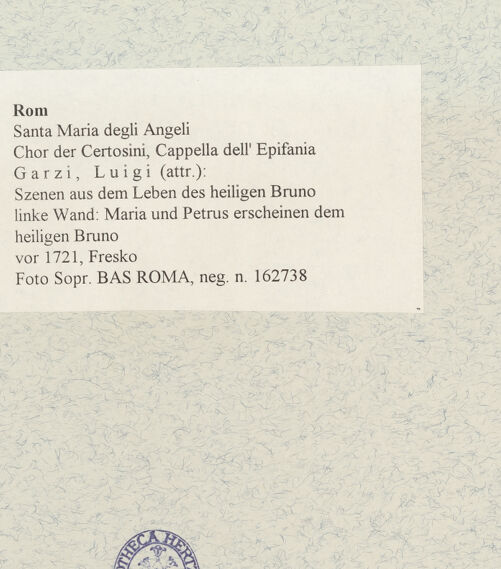 Rom
Santa Maria degli Angeli
Chor der Certosini, Cappella dell' Epifania
Garzi, Luigi (attr.):
Szenen aus dem Leben des heiligen Bruno
linke Wand: Maria und Petrus erscheinen dem
heiligen Bruno
vor 1721, Fresko
Foto Sopr. BAS ROMA, neg. n. 162738